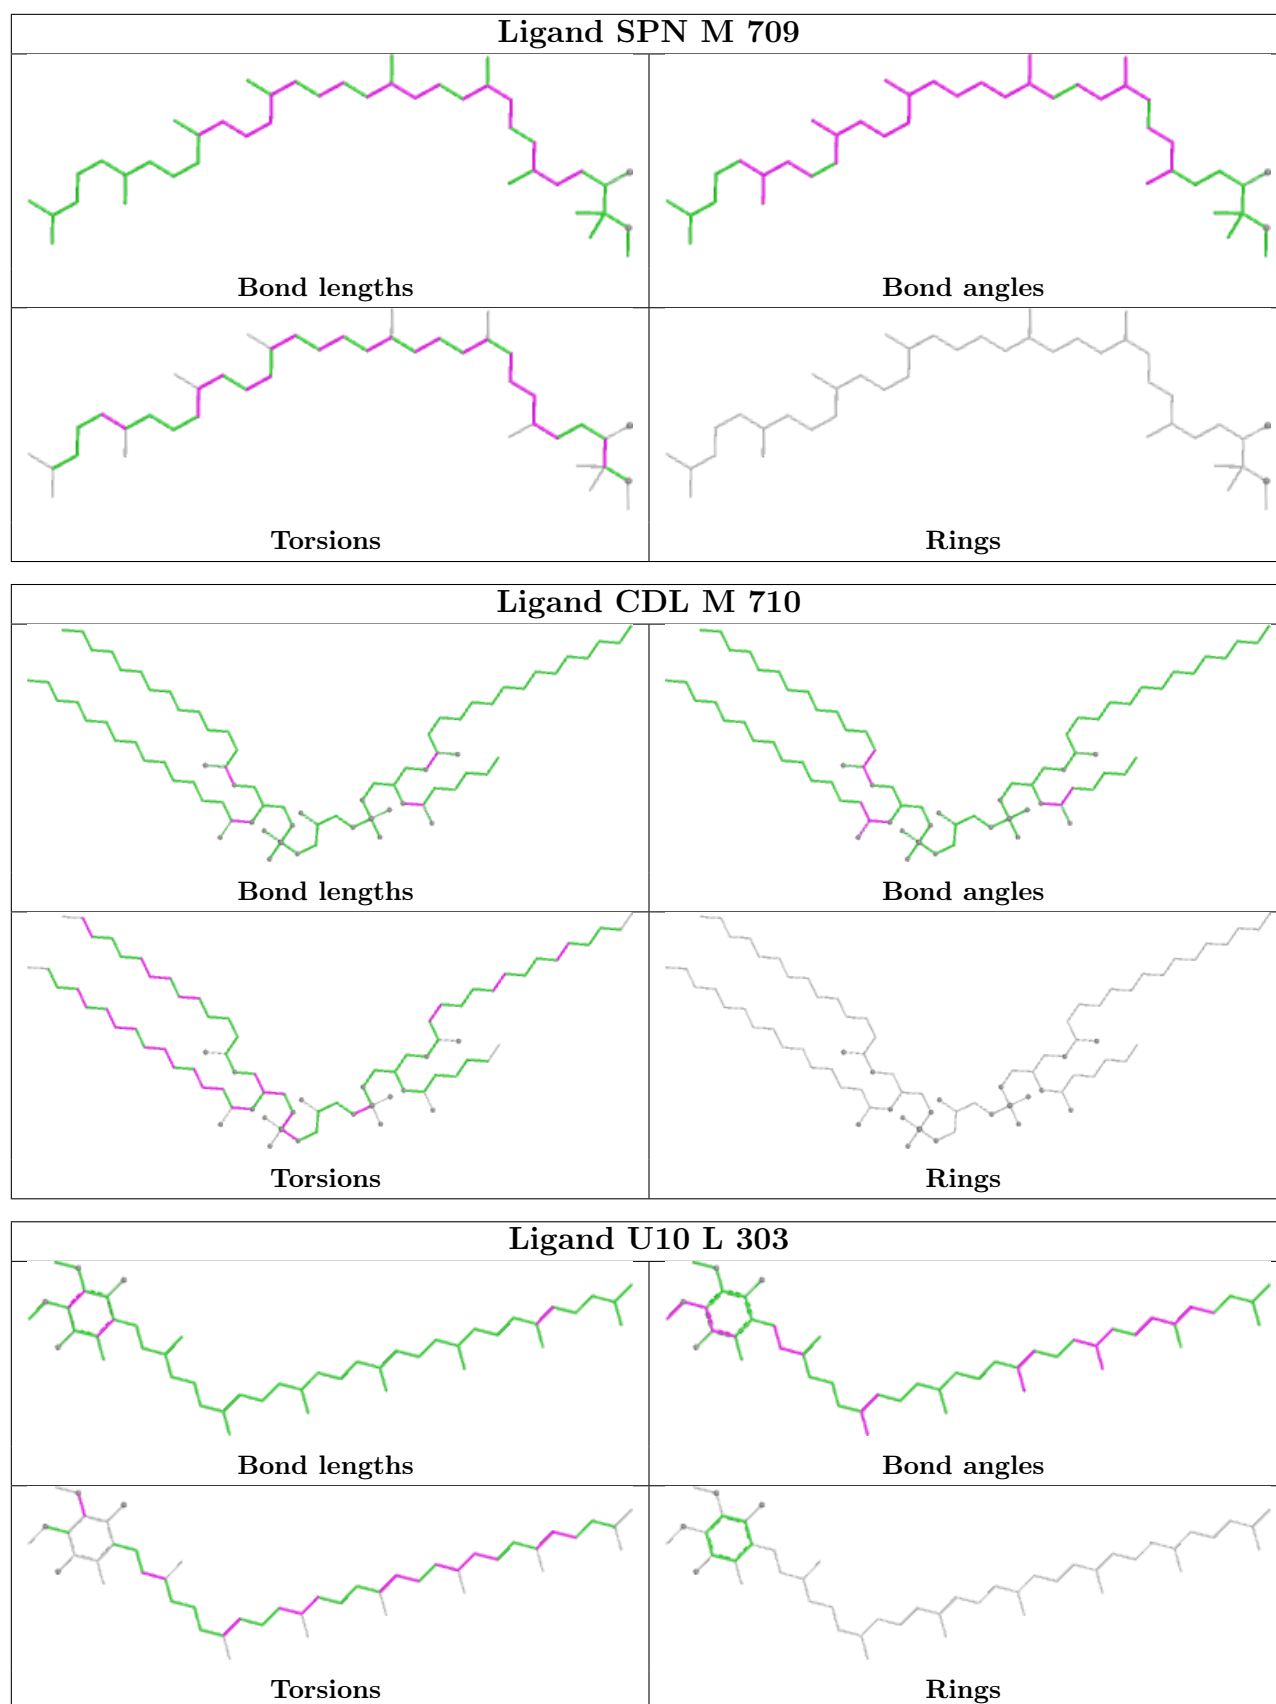 Ligand SPN M 709
Bond lengths
Bond angles
Torsions
Rings
Ligand CDL M 710
Bond lengths
Bond angles
Torsions
Rings
Ligand U10 L 303
Bond lengths
Bond angles
Torsions
Rings